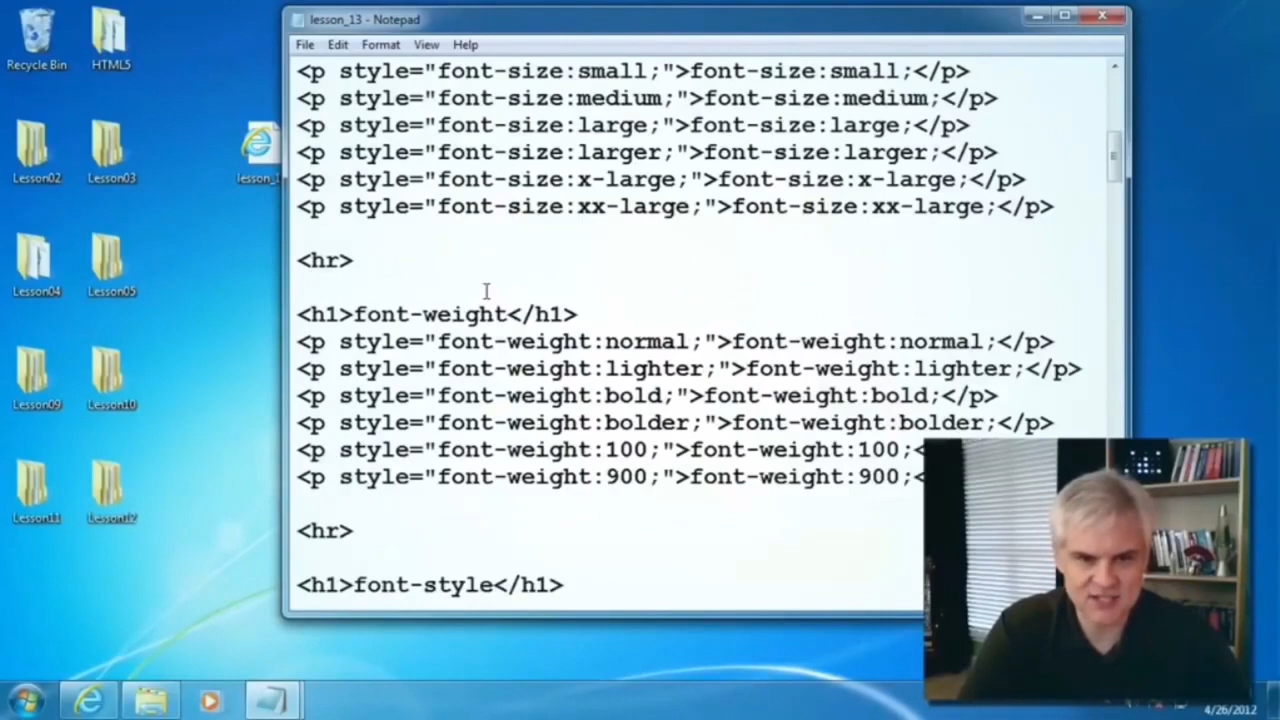 lesson_13 - Notepad
File Edit Format View Help
<p style="font-size:small;">font-size:small;</p>
<p style="font-size:medium;">font-size:medium;</p>
<p style="font-size:large;">font-size:large;</p>
<p style="font-size:larger;">font-size:larger;</p>
<p style="font-size:x-large;">font-size:x-large;</p>
<p style="font-size:xx-large;">font-size:xx-large;</p>
<hr>
<h1>font-weight</h1>
<p style="font-weight:normal;">font-weight:normal;</p>
<p style="font-weight:lighter;">font-weight:lighter;</p>
<p style="font-weight:bold;">font-weight:bold;</p>
<p style="font-weight:bolder;">font-weight:bolder;</p>
<p style="font-weight:100;">font-weight:100;<
<p style="font-weight:900;">font-weight:900;<
<hr>
<h1>font-style</h1>
Recycle Bin
HTML5
Lesson02
Lesson03
lesson_1
Lesson04
Lesson05
Lesson09
Lesson10
Lesson11
Lesson12
4/26/2012